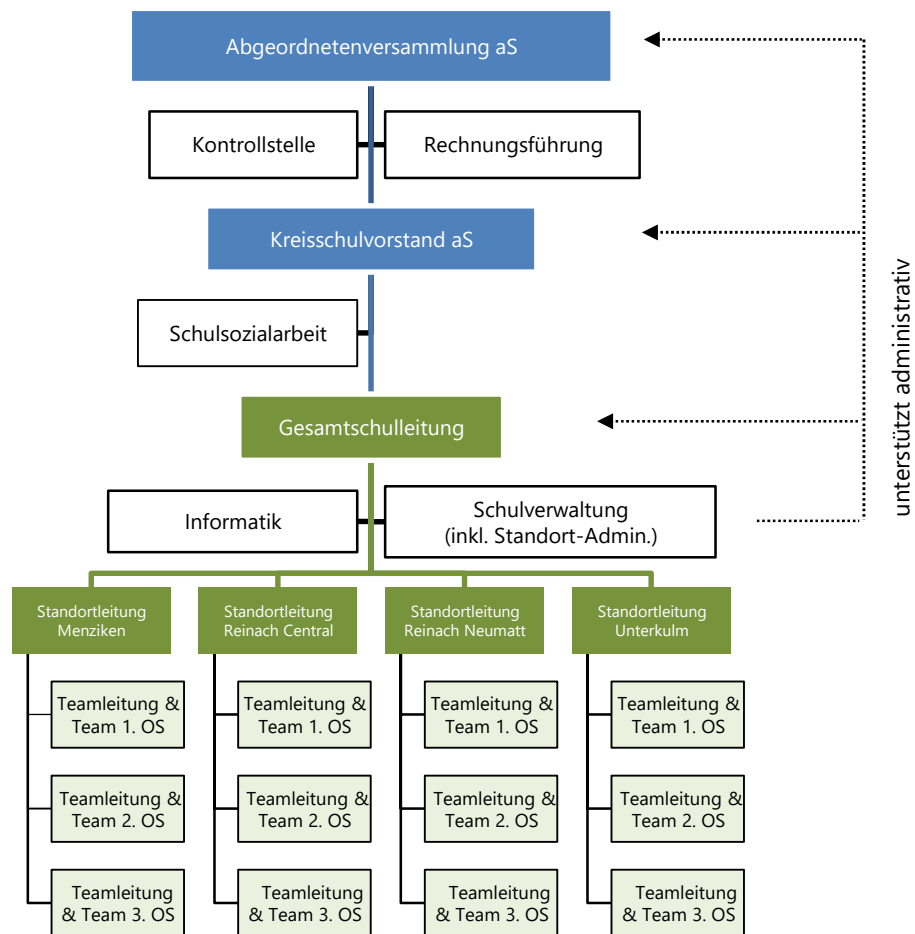 Abgeordnetenversammlung aS
Kontrollstelle
Rechnungsführung
Kreisschulvorstand aS
Schulsozialarbeit
Gesamtschulleitung
Informatik
Schulverwaltung
(inkl. Standort-Admin.)
unterstützt administrativ
Standortleitung
Menziken
Standortleitung
Reinach Central
Standortleitung
Reinach Neumatt
Standortleitung
Unterkulm
Teamleitung &
Team 1. OS
Teamleitung &
Team 1. OS
Teamleitung &
Team 1. OS
Teamleitung &
Team 1. OS
Teamleitung &
Team 2. OS
Teamleitung &
Team 2. OS
Teamleitung &
Team 2. OS
Teamleitung &
Team 2. OS
Teamleitung
& Team 3. OS
Teamleitung
& Team 3. OS
Teamleitung
& Team 3. OS
Teamleitung
& Team 3. OS